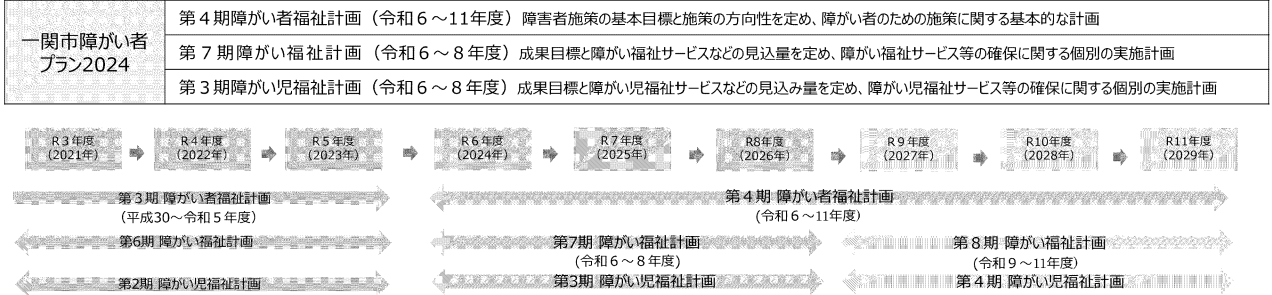 一関市障がい者
プラン2024
第４期障がい者福祉計画（令和６～11年度）障害者施策の基本目標と施策の方向性を定め、障がい者のための施策に関する基本的な計画
第７期障がい福祉計画（令和６～８年度）成果目標と障がい福祉サービスなどの見込量を定め、障がい福祉サービス等の確保に関する個別の実施計画
第３期障がい児福祉計画（令和６～８年度）成果目標と障がい児福祉サービスなどの見込み量を定め、障がい児福祉サービス等の確保に関する個別の実施計画
R３年度
(2021年)
R４年度
(2022年)
R５年度
(2023年)
R６年度
(2024年)
R７年度
(2025年)
R8年度
(2026年)
R９年度
(2027年)
R10年度
(2028年)
R11年度
(2029年)
第３期 障がい者福祉計画
（平成30～令和５年度）
第４期 障がい者福祉計画
(令和６～11年度)
第6期 障がい福祉計画
第7期 障がい福祉計画
(令和６～８年度)
第８期 障がい福祉計画
(令和９～11年度)
第2期 障がい児福祉計画
第3期 障がい児福祉計画
第４期 障がい児福祉計画